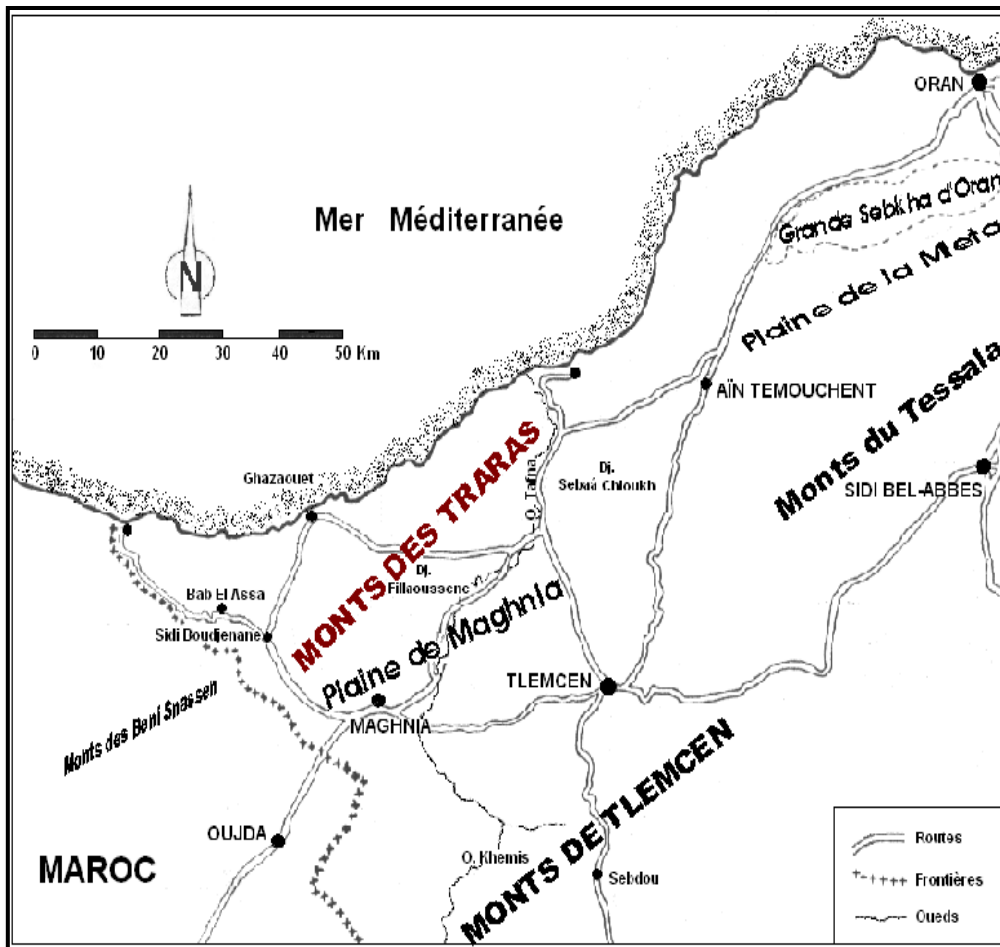 ORAN
Grande Sebkha d'Oran
Mer Méditerranée
N
Plaine de la Meta
0 10 20 30 40 50 Km
Monts du Tessala
AÏN TEMOUCHENT
MONTS DES TRARAS
O. Tafna
Dj.
Sebaâ Chioukh
Ghazaouet
SIDI BEL-ABBES
Dj.
Fillaoussene
Bab El Assa
Sidi Boudjenane
Plaine de Maghnia
TLEMCEN
Monts des Beni Snassen
MAGHNIA
OUJDA
MAROC
O. Khemis
MONTS DE TLEMCEN
Sebdou
Routes
Frontières
Oueds